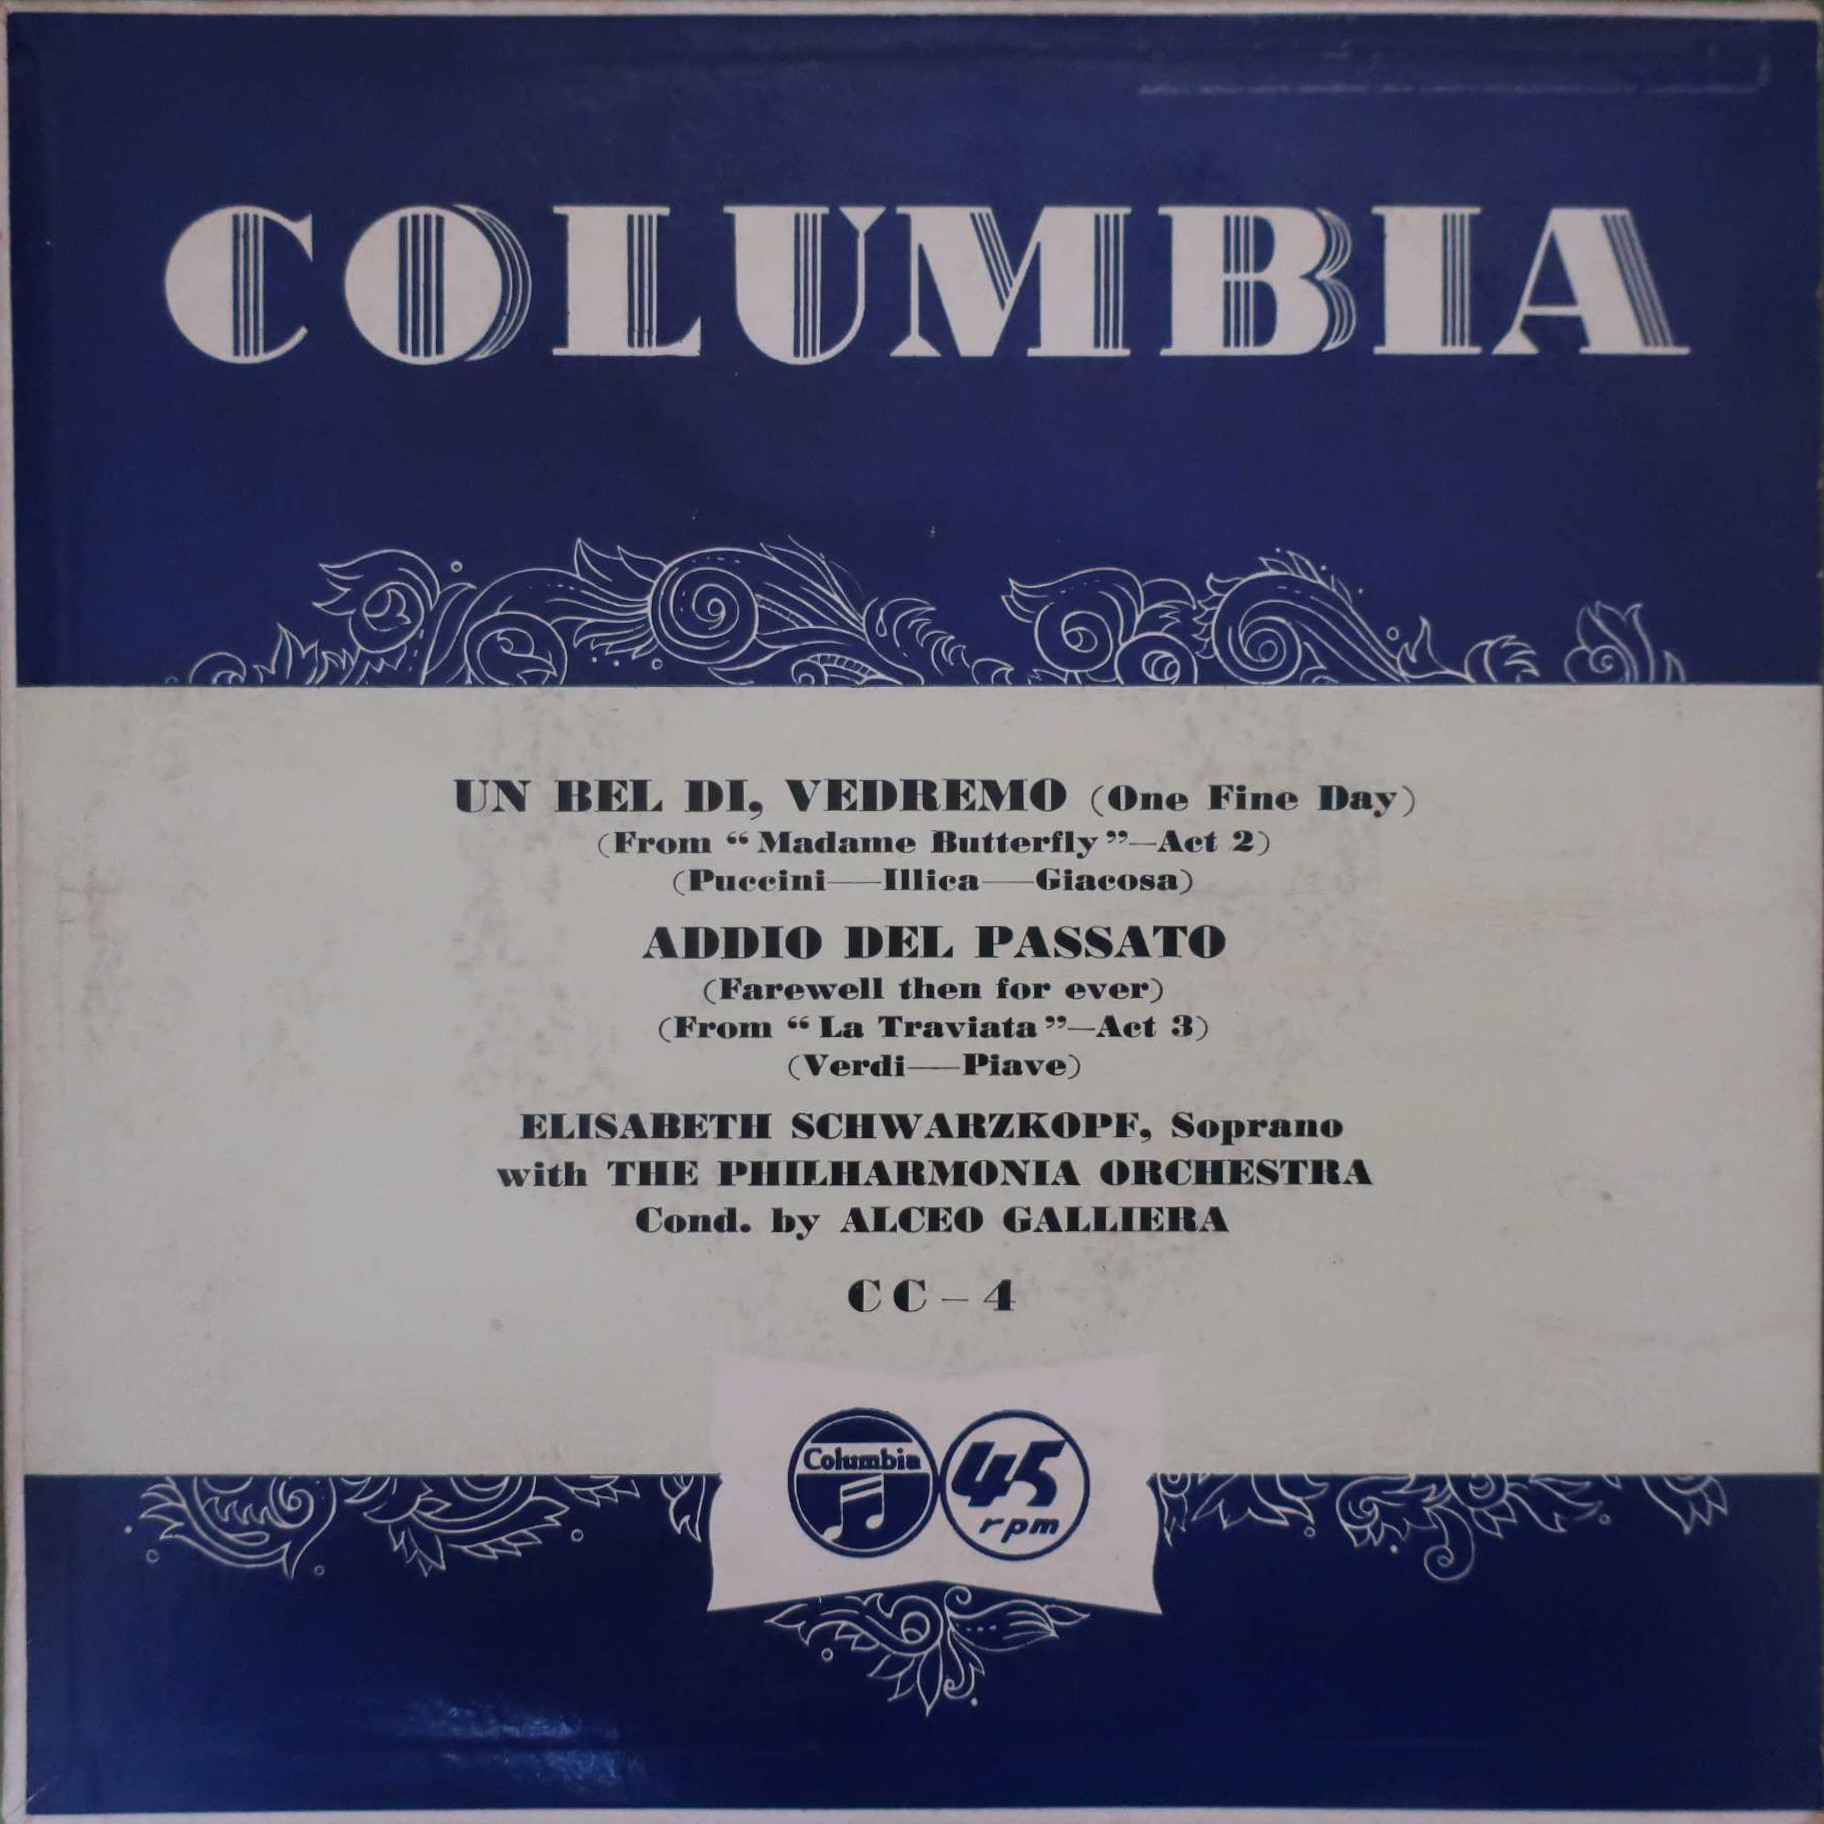 COLUMBIA
UN BEL DI, VEDREMO (One Fine Day)
(From “Madame Butterfly”—Act 2)
(Puccini—Illica—Giacosa)
ADDIO DEL PASSATO
(Farewell then for ever)
(From “La Traviata”—Act 3)
(Verdi—Piave)
ELISABETH SCHWARZKOPF, Soprano
with THE PHILHARMONIA ORCHESTRA
Cond. by ALCEO GALLIERA
CC–4
Columbia 45
rpm